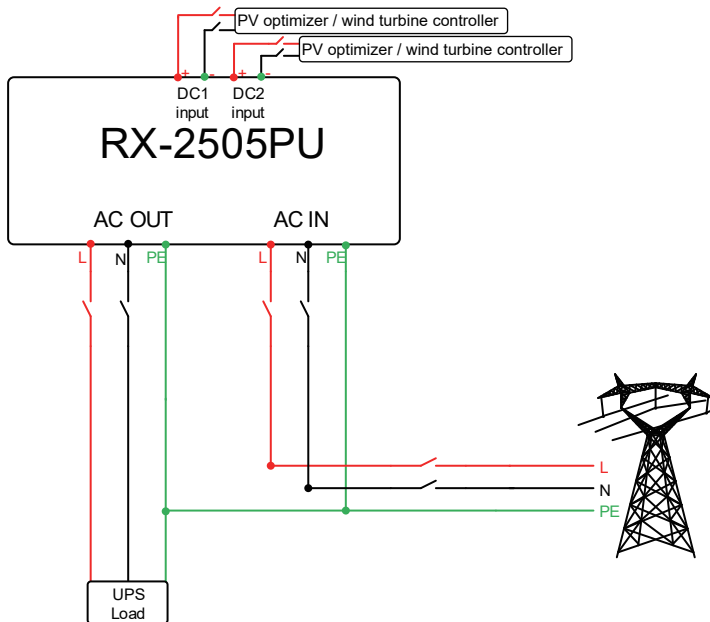 PV optimizer / wind turbine controller
PV optimizer / wind turbine controller
+ - + -
DC1 input
DC2 input
RX-2505PU
AC OUT
AC IN
L N PE
L N PE
L
N
PE
UPS
Load